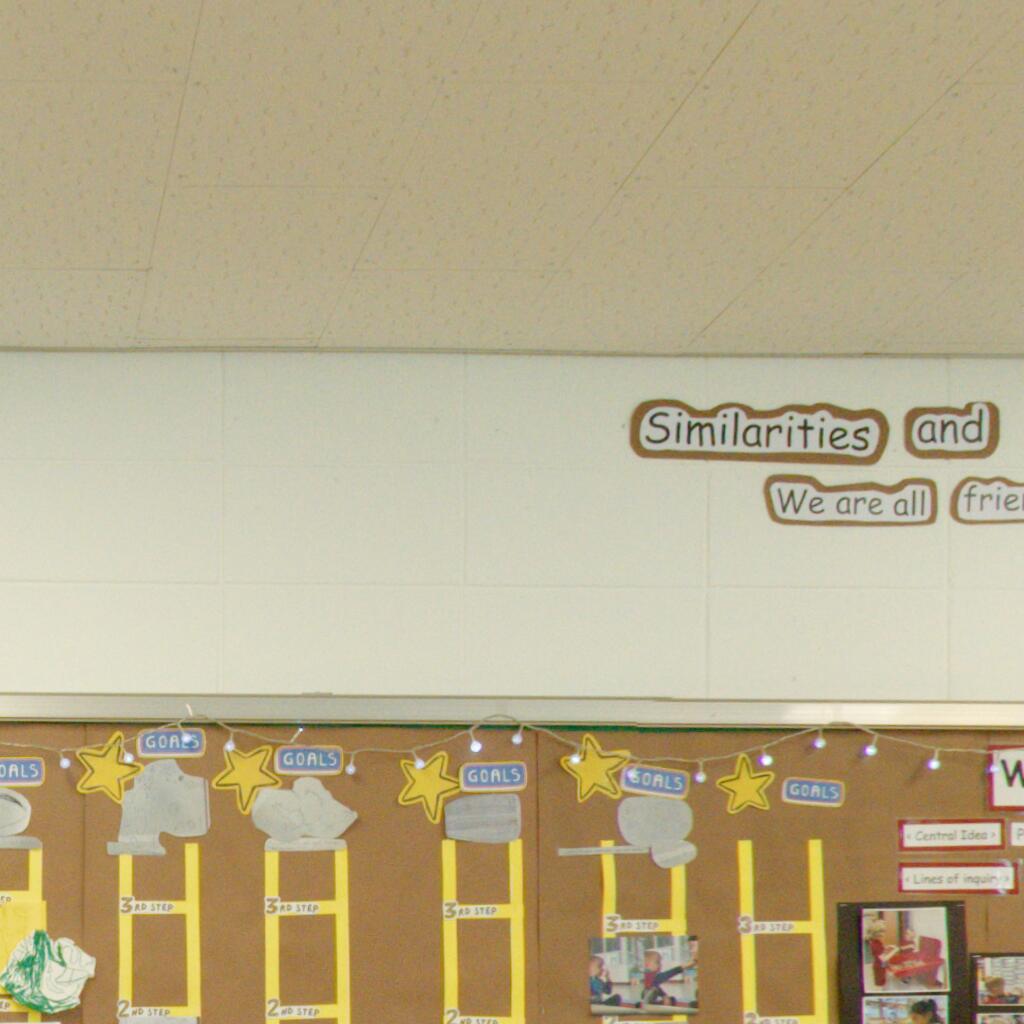 Similarities and
We are all
GOALS
GOALS
GOALS
GOALS
GOALS
GOALS
Central Idea
Lines of inquiry
3RD STEP
3RD STEP
3RD STEP
3RD STEP
3RD STEP
2ND STEP
2ND STEP